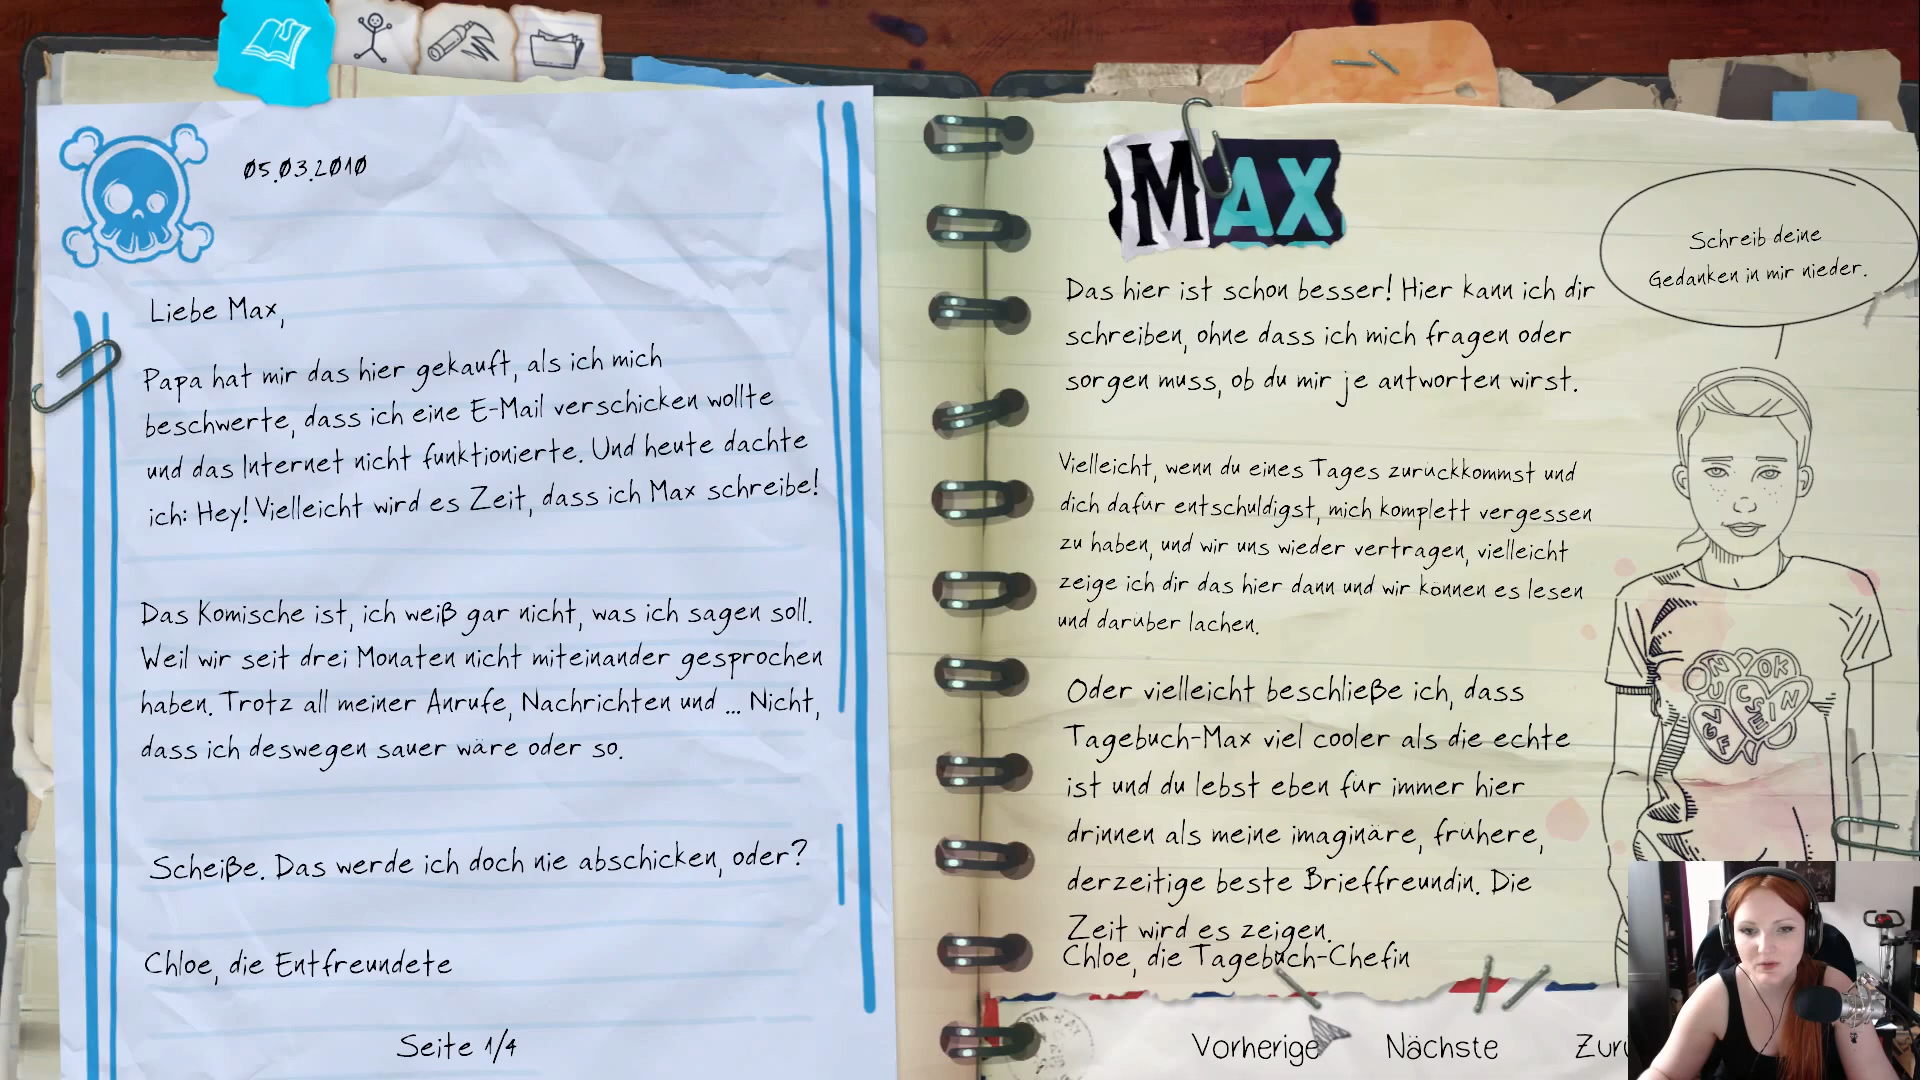 05.03.2010
Liebe Max,
Papa hat mir das hier gekauft, als ich mich
beschwerte, dass ich eine E-Mail verschicken wollte
und das Internet nicht funktionierte. Und heute dachte
ich: Hey! Vielleicht wird es Zeit, dass ich Max schreibe!
Das Komische ist, ich weiß gar nicht, was ich sagen soll.
Weil wir seit drei Monaten nicht miteinander gesprochen
haben. Trotz all meiner Anrufe, Nachrichten und ... Nicht,
dass ich deswegen sauer wäre oder so.
Scheiße. Das werde ich doch nie abschicken, oder?
Chloe, die Entfreundete
Seite 1/4
MAX
Das hier ist schon besser! Hier kann ich dir
schreiben, ohne dass ich mich fragen oder
sorgen muss, ob du mir je antworten wirst.
Vielleicht, wenn du eines Tages zurückkommst und
dich dafür entschuldigst, mich komplett vergessen
zu haben, und wir uns wieder vertragen, vielleicht
zeige ich dir das hier dann und wir können es lesen
und darüber lachen.
Oder vielleicht beschließe ich, dass
Tagebuch-Max viel cooler als die echte
ist und du lebst eben für immer hier
drinnen als meine imaginäre, frühere,
derzeitige beste Brieffreundin. Die
Zeit wird es zeigen.
Chloe, die Tagebuch-Chefin
Schreib deine
Gedanken in mir nieder.
Vorherige
Nächste